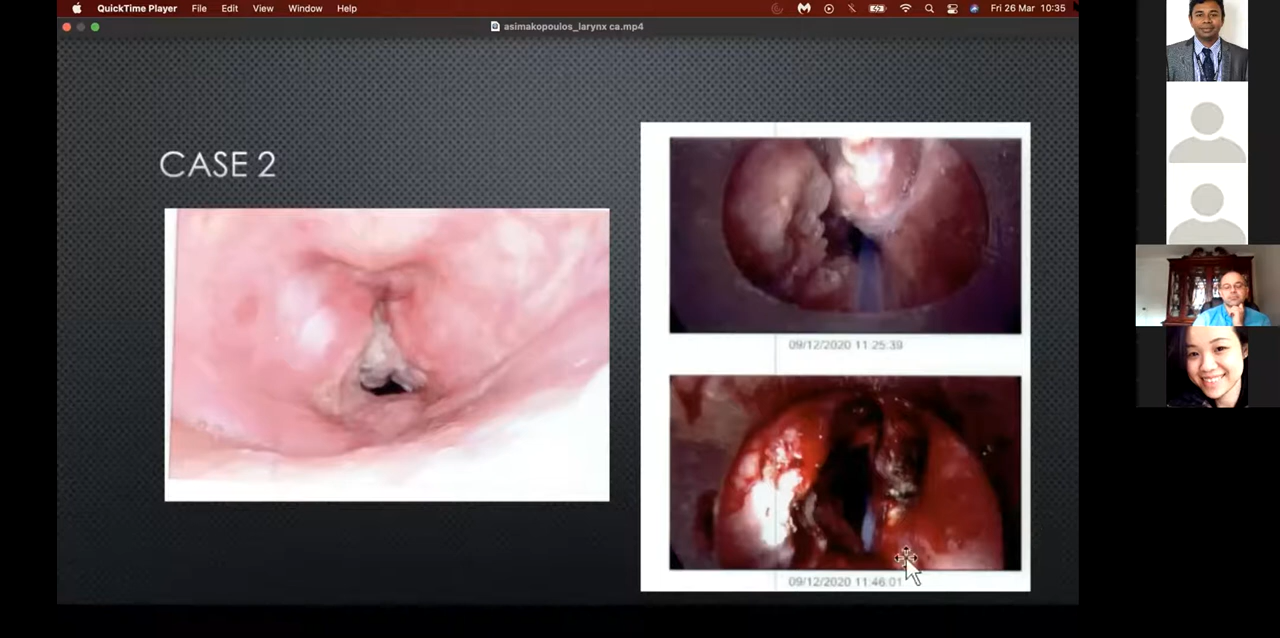 QuickTime Player File Edit View Window Help Fri 26 Mar 10:35
asimakopoulos_larynx ca.mp4
CASE 2
09/12/2020 11:25:39
09/12/2020 11:46:01